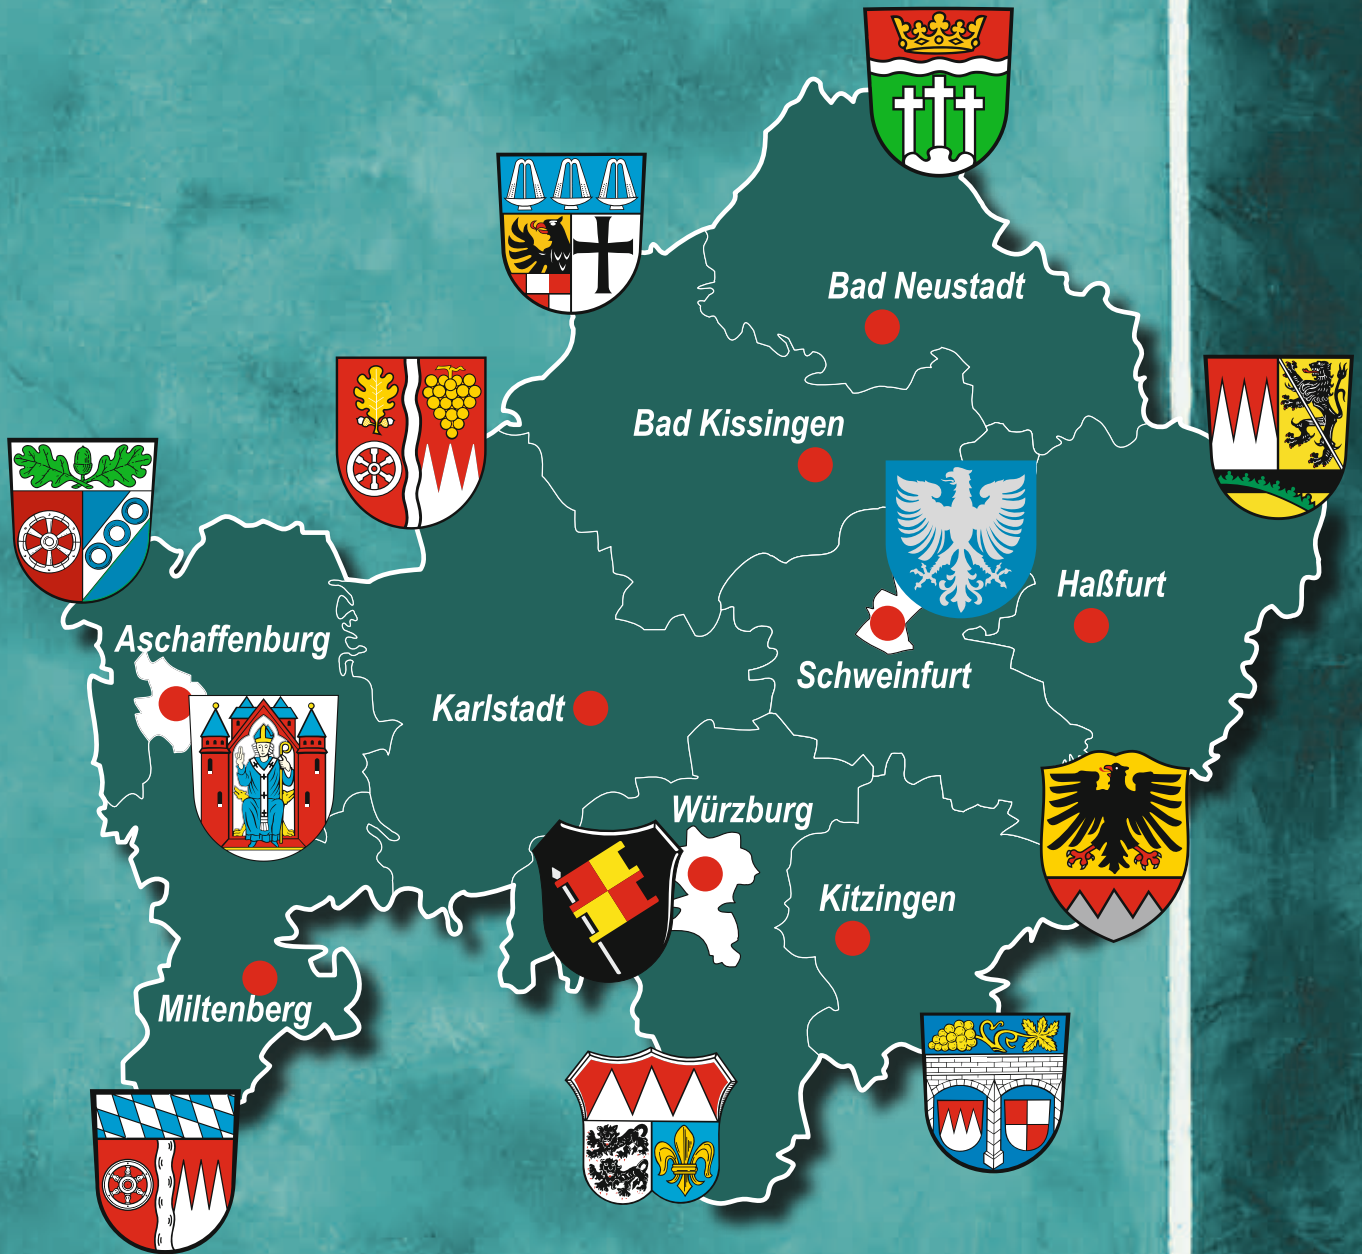 Bad Neustadt
Bad Kissingen
Haßfurt
Aschaffenburg
Schweinfurt
Karlstadt
Würzburg
Kitzingen
Miltenberg